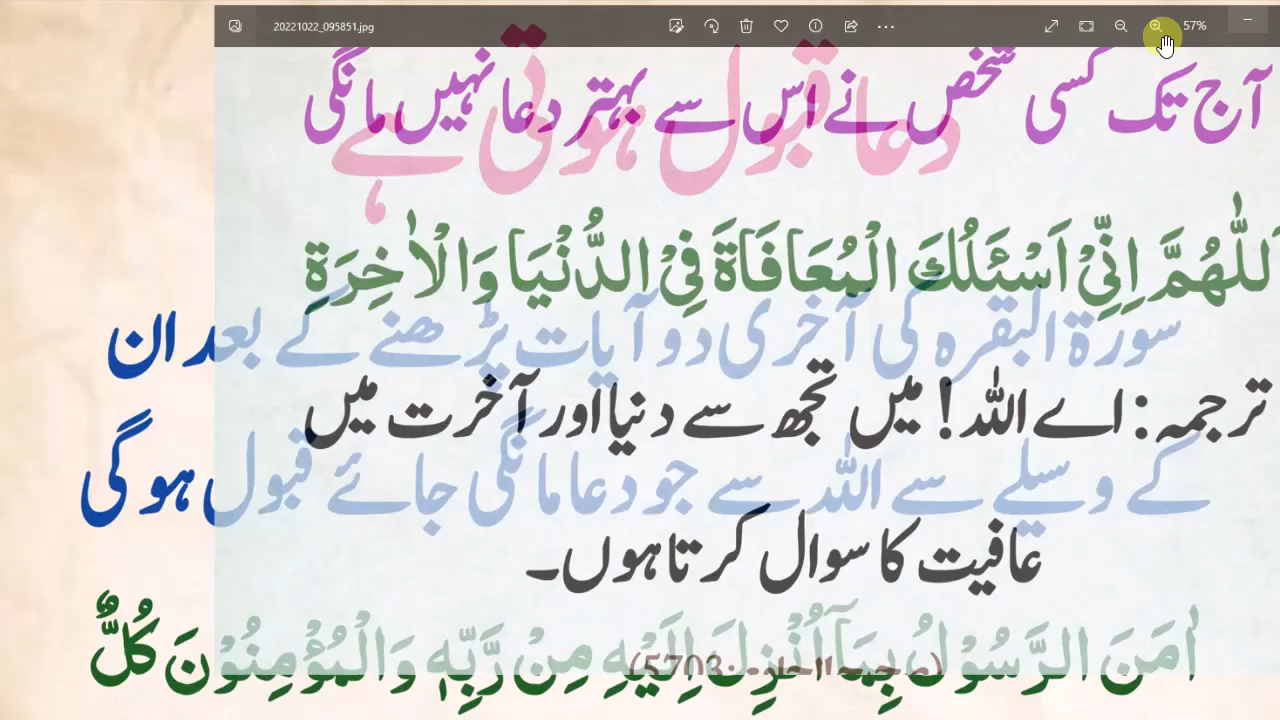 20221022_095851.jpg
57%
آج تک کسی شخص نے اس سے بہتر دعا نہیں مانگی
دعا قبول ہوتی ہے
اَللّٰهُمَّ اِنِّیْ اَسْئَلُكَ الْمُعَافَاةَ فِی الدُّنْیَا وَالْاٰخِرَةِ
سورۃ البقرہ کی آخری دو آیات پڑھنے کے بعد ان
ترجمہ: اے اللہ! میں تجھ سے دنیا اور آخرت میں
کے وسیلے سے اللہ سے جو دعا مانگی جائے قبول ہو گی
عافیت کا سوال کرتا ہوں۔
اٰمَنَ الرَّسُوْلُ بِمَاۤ اُنْزِلَ اِلَیْهِ مِنْ رَّبِّهٖ وَالْمُؤْمِنُوْنَ كُلٌّ
(5703:)